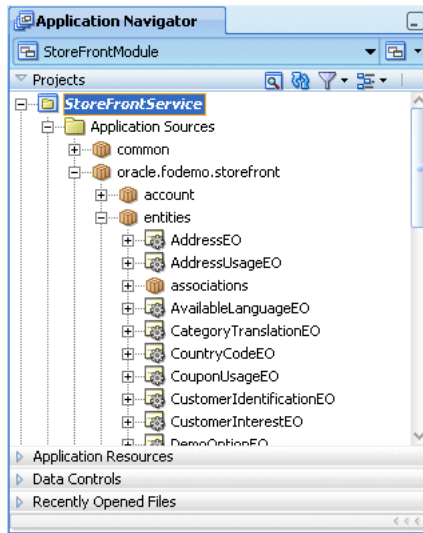 Application Navigator
StoreFrontModule
Projects
StoreFrontService
Application Sources
common
oracle.fodemo.storefront
account
entities
AddressEO
AddressUsageEO
associations
AvailableLanguageEO
CategoryTranslationEO
CountryCodeEO
CouponUsageEO
CustomerIdentificationEO
CustomerInterestEO
DemoOptionEO
Application Resources
Data Controls
Recently Opened Files